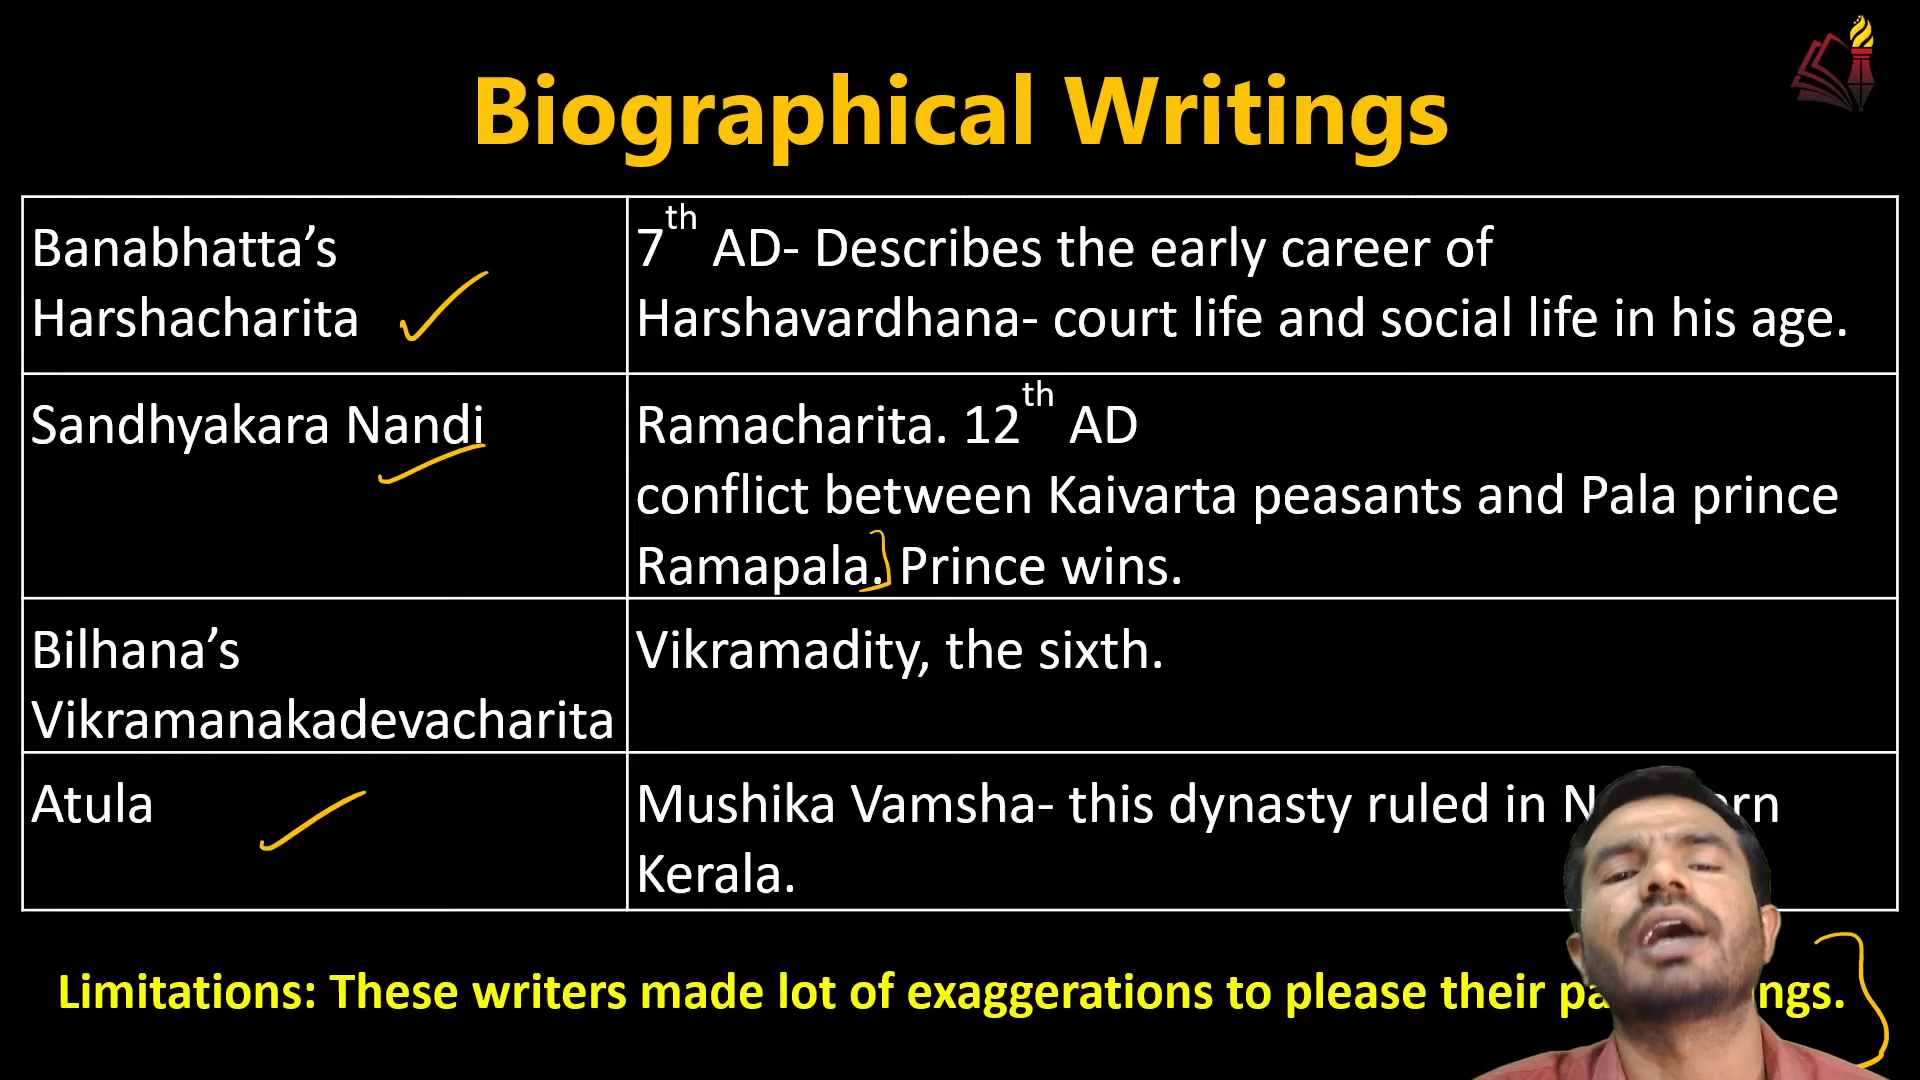 Biographical Writings
Banabhatta’s
Harshacharita
7th AD- Describes the early career of
Harshavardhana- court life and social life in his age.
Sandhyakara Nandi
Ramacharita. 12th AD
conflict between Kaivarta peasants and Pala prince
Ramapala. Prince wins.
Bilhana’s
Vikramanakadevacharita
Vikramadity, the sixth.
Atula
Mushika Vamsha- this dynasty ruled in
Kerala.
Limitations: These writers made lot of exaggerations to please their